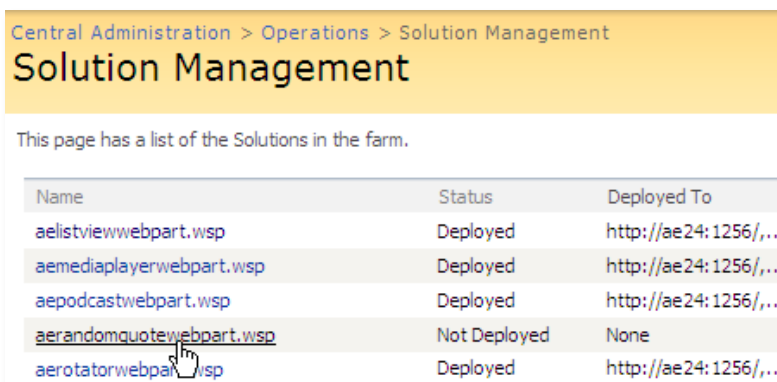 Central Administration > Operations > Solution Management
Solution Management
This page has a list of the Solutions in the farm.
Name Status Deployed To
aelistviewwebpart.wsp Deployed http://ae24:1256/,..
aemediaplayerwebpart.wsp Deployed http://ae24:1256/,..
aepodcastwebpart.wsp Deployed http://ae24:1256/,..
aerandomquotewebpart.wsp Not Deployed None
aerotatorwebpart.wsp Deployed http://ae24:1256/,..